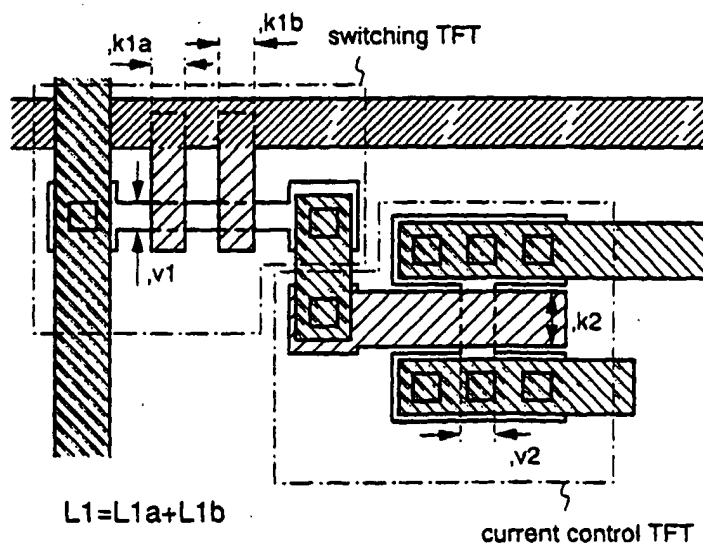 ,k1a
,k1b
switching TFT
,v1
,k2
,v2
L1=L1a+L1b
current control TFT